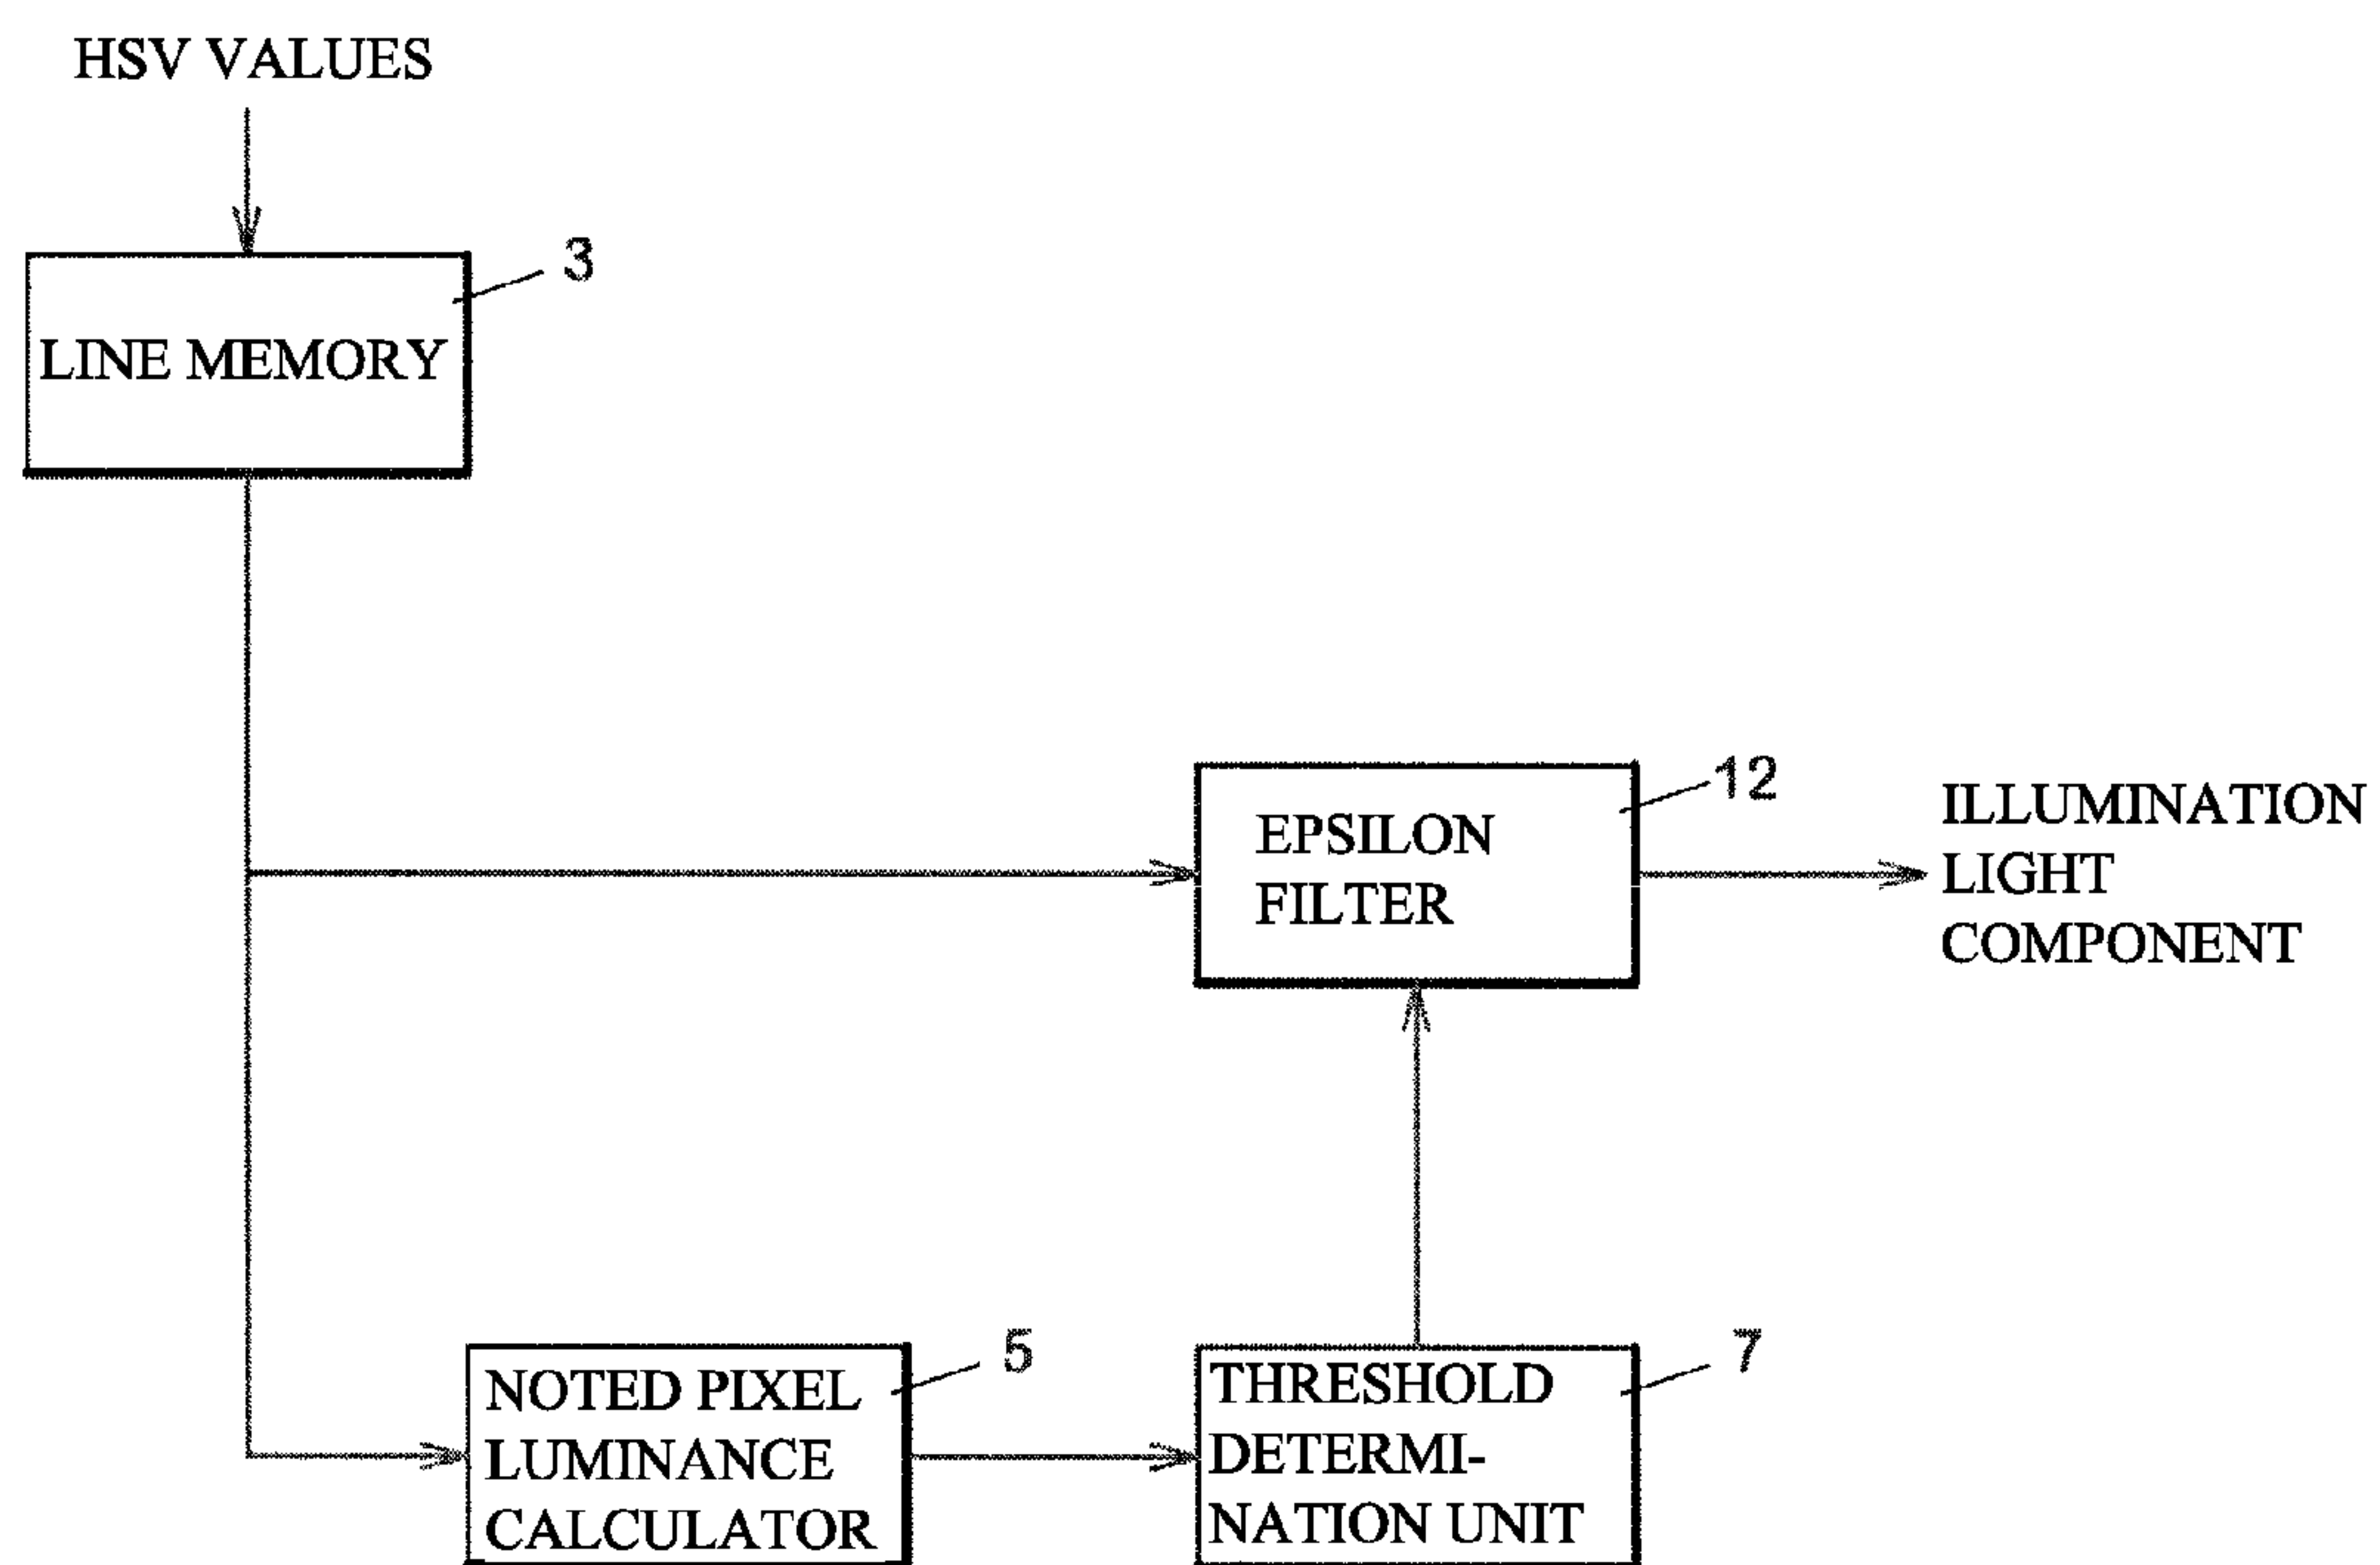 HSV VALUES
3
LINE MEMORY
12
EPSILON
FILTER
ILLUMINATION
LIGHT
COMPONENT
5
NOTED PIXEL
LUMINANCE
CALCULATOR
7
THRESHOLD
DETERMI-
NATION UNIT